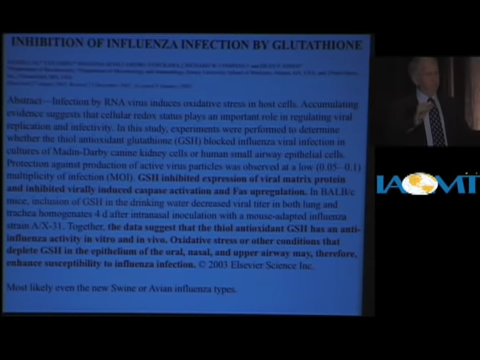 INHIBITION OF INFLUENZA INFECTION BY GLUTATHIONE
Abstract—Infection by RNA virus induces oxidative stress in host cells. Accumulating
evidence suggests that cellular redox status plays an important role in regulating viral
replication and infectivity. In this study, experiments were performed to determine
whether the thiol antioxidant glutathione (GSH) blocked influenza viral infection in
cultures of Madin-Darby canine kidney cells or human small airway epithelial cells.
Protection against production of active virus particles was observed at a low (0.05–0.1)
multiplicity of infection (MOI). GSH inhibited expression of viral matrix protein
and inhibited virally induced caspase activation and Fas upregulation. In BALB/c
mice, inclusion of GSH in the drinking water decreased viral titer in both lung and
trachea homogenates 4 d after intranasal inoculation with a mouse-adapted influenza
strain A/X-31. Together, the data suggest that the thiol antioxidant GSH has an anti-
influenza activity in vitro and in vivo. Oxidative stress or other conditions that
deplete GSH in the epithelium of the oral, nasal, and upper airway may, therefore,
enhance susceptibility to influenza infection. © 2003 Elsevier Science Inc.
Most likely even the new Swine or Avian influenza types.
IAOMT